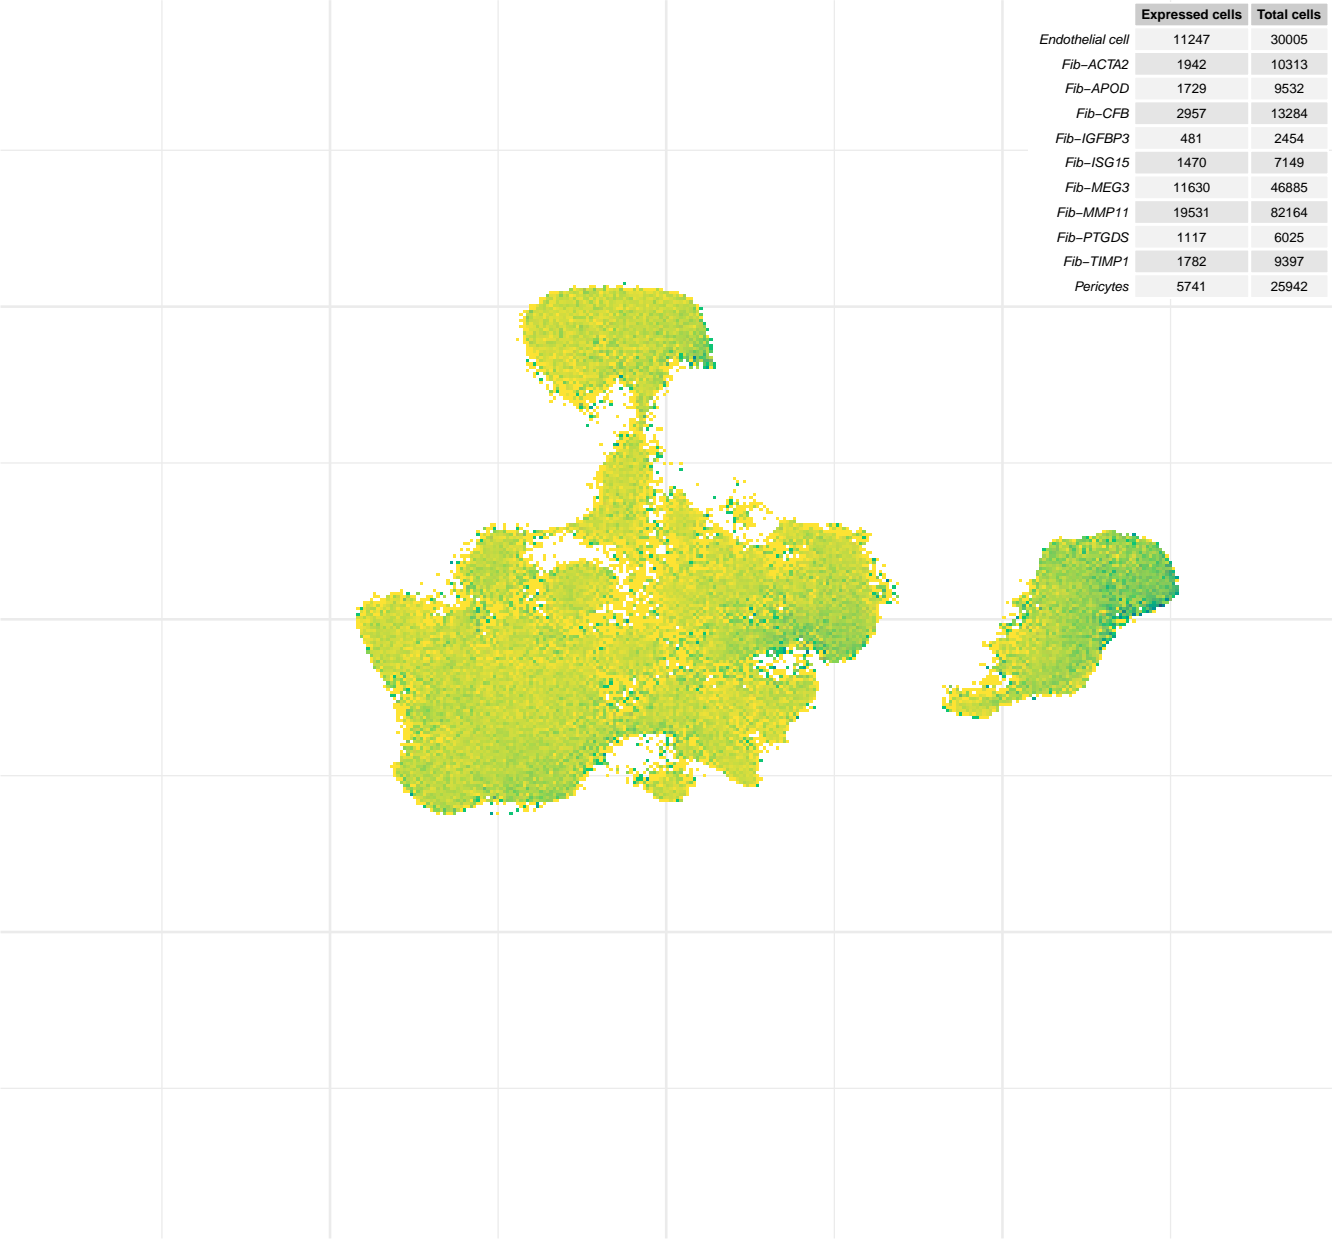 Expressed cells Total cells
Endothelial cell 11247 30005
Fib−ACTA2 1942 10313
Fib−APOD 1729 9532
Fib−CFB 2957 13284
Fib−IGFBP3 481 2454
Fib−ISG15 1470 7149
Fib−MEG3 11630 46885
Fib−MMP11 19531 82164
Fib−PTGDS 1117 6025
Fib−TIMP1 1782 9397
Pericytes 5741 25942